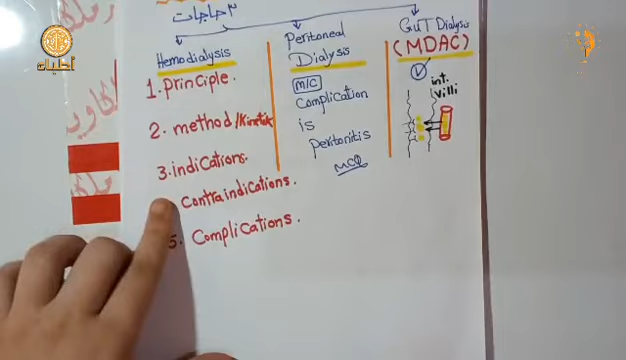 ٣ حاجات
Hemodialysis
1. principle.
2. method/Kinetik
3. indications.
contraindications.
5. Complications.
Peritoneal
Dialysis
M/C
Complication
is
peritonitis
MCQ
GUT Dialysis
(MDAC)
int.
Villi